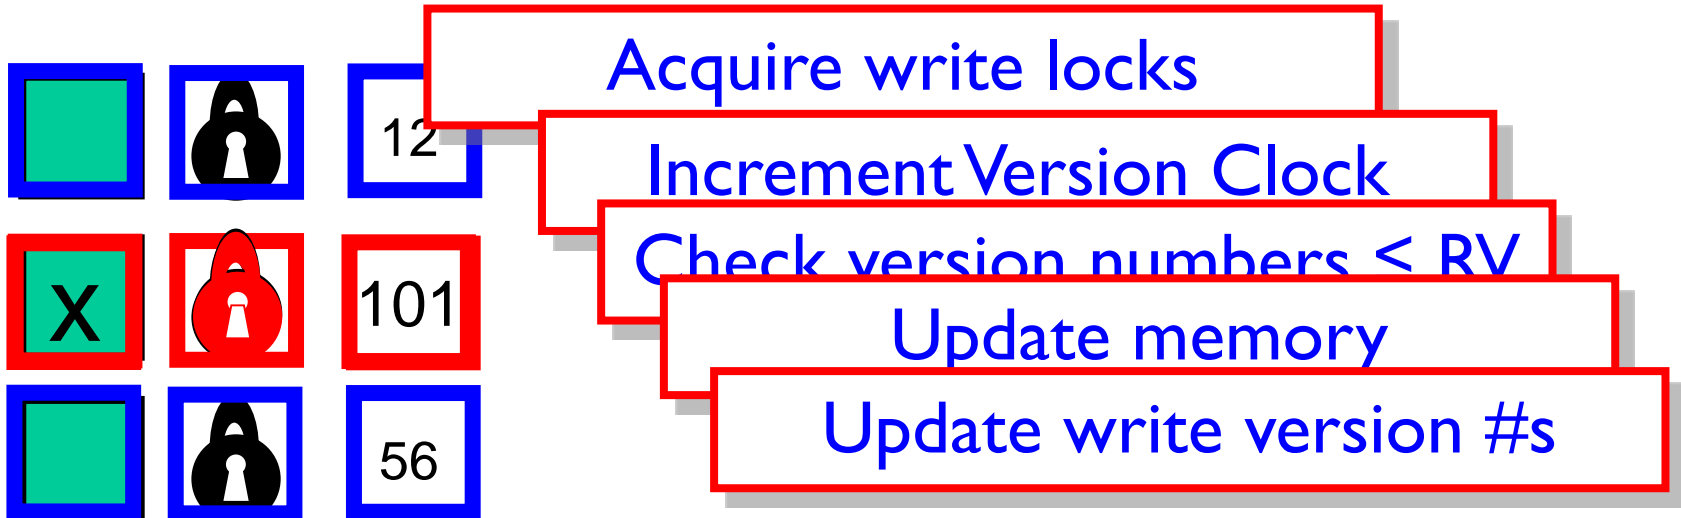 Acquire write locks
12
Increment Version Clock
Check version numbers < RV
x
101
Update memory
Update write version #s
56